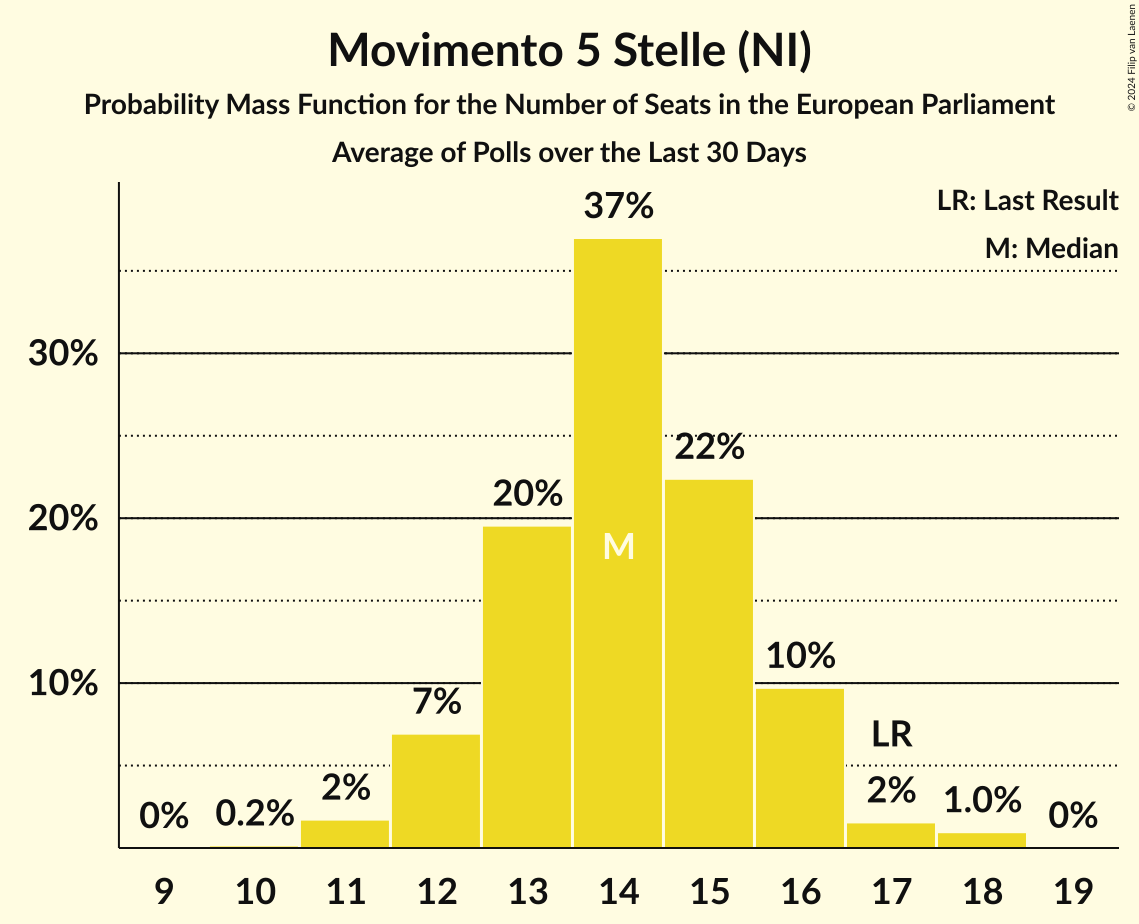 Movimento 5 Stelle (NI)
Probability Mass Function for the Number of Seats in the European Parliament
Average of Polls over the Last 30 Days
© 2024 Filip van Laenen
LR: Last Result
M: Median
30%
20%
10%
0%
0.2%
2%
7%
20%
37%
M
22%
10%
LR
2%
1.0%
0%
9 10 11 12 13 14 15 16 17 18 19